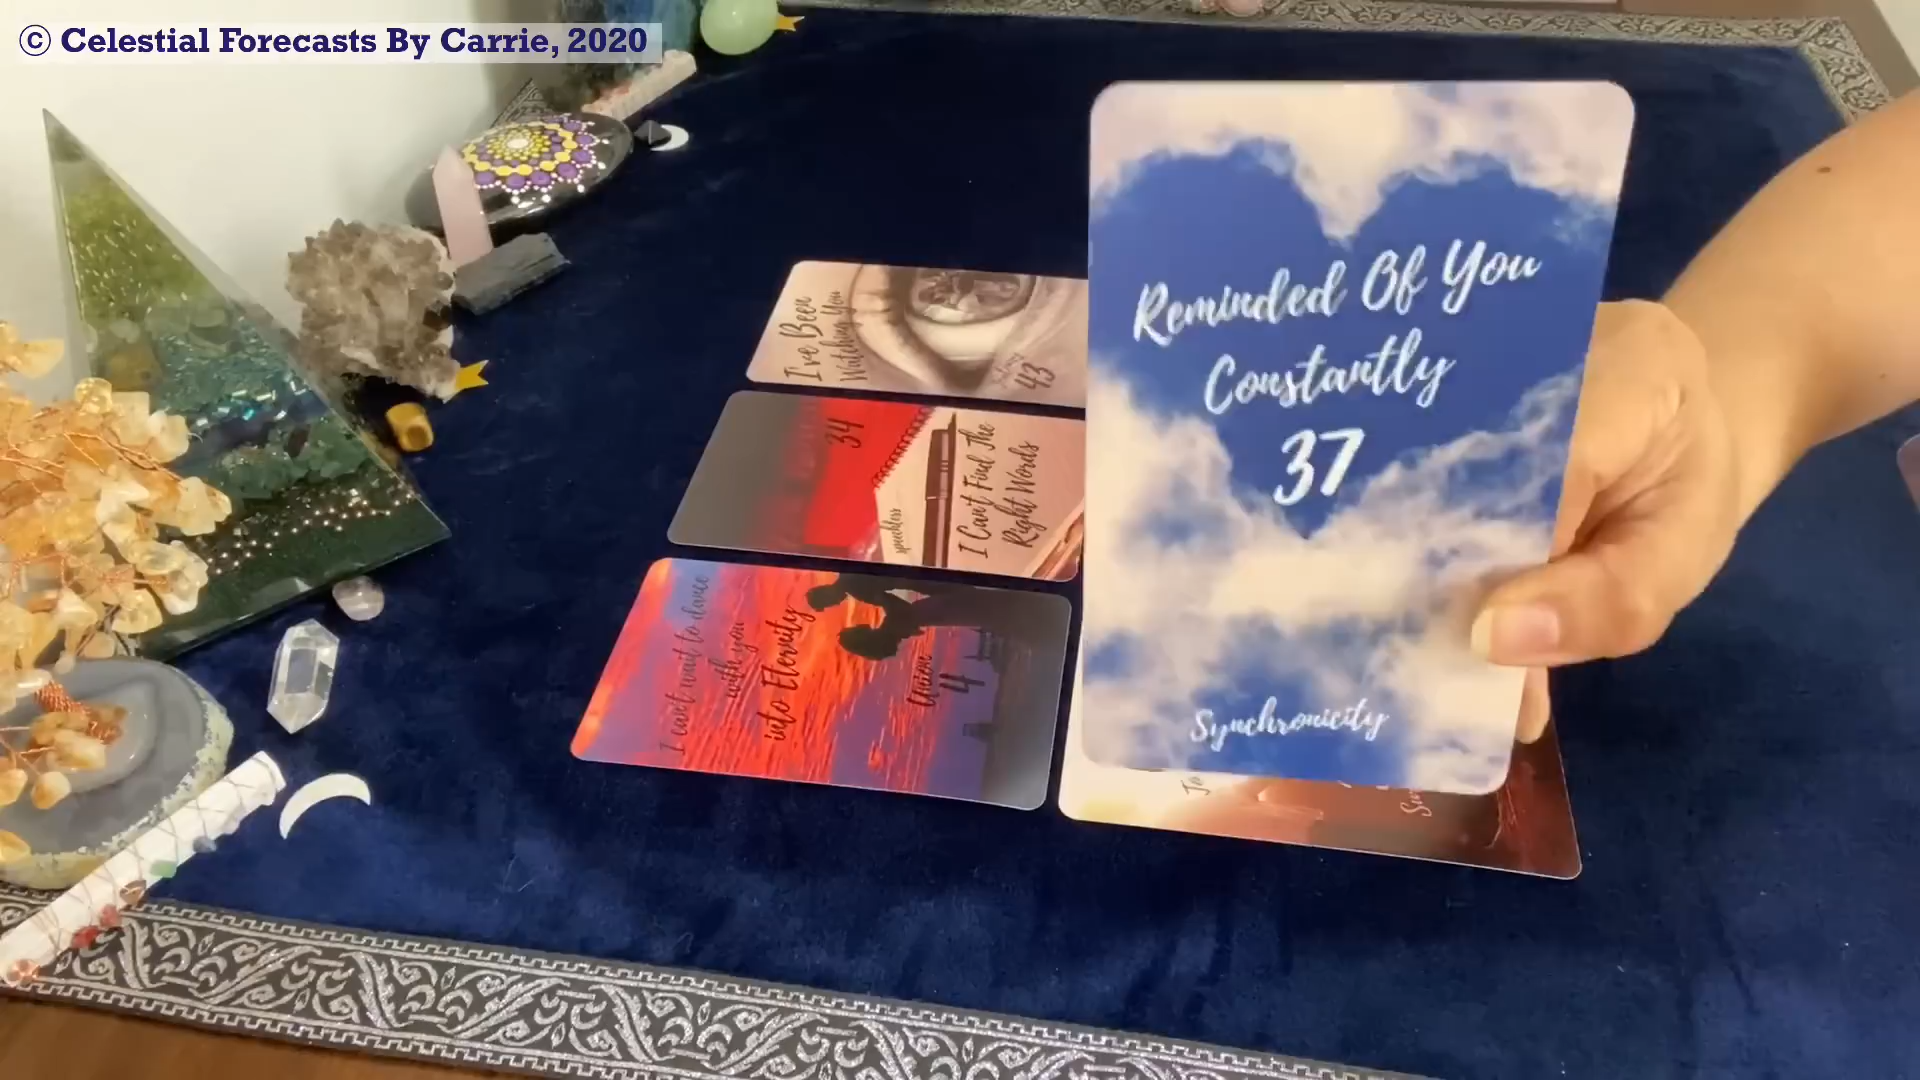 © Celestial Forecasts By Carrie, 2020
Reminded Of You
Constantly
37
Synchronicity
I've Been
Watching You
43
34
speechless
I Can't Find The
Right Words
I can't wait to dance
with you
into Eternity
Union
4